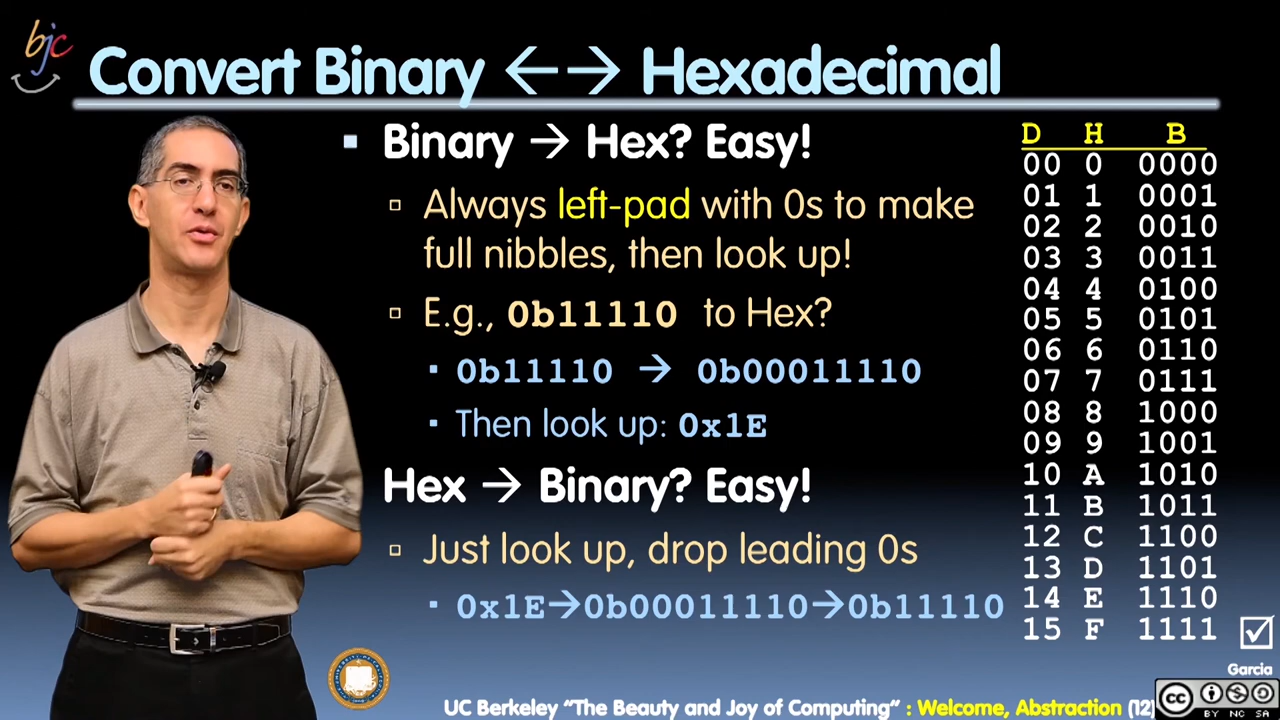 bjc
Convert Binary ←→ Hexadecimal
▪ Binary → Hex? Easy!
▫ Always left-pad with 0s to make
full nibbles, then look up!
▫ E.g., 0b11110 to Hex?
▪ 0b11110 → 0b00011110
▪ Then look up: 0x1E
Hex → Binary? Easy!
▫ Just look up, drop leading 0s
▪ 0x1E→0b00011110→0b11110
D H B
00 0 0000
01 1 0001
02 2 0010
03 3 0011
04 4 0100
05 5 0101
06 6 0110
07 7 0111
08 8 1000
09 9 1001
10 A 1010
11 B 1011
12 C 1100
13 D 1101
14 E 1110
15 F 1111
Garcia
UC Berkeley “The Beauty and Joy of Computing” : Welcome, Abstraction (12)
cc
BY NC SA